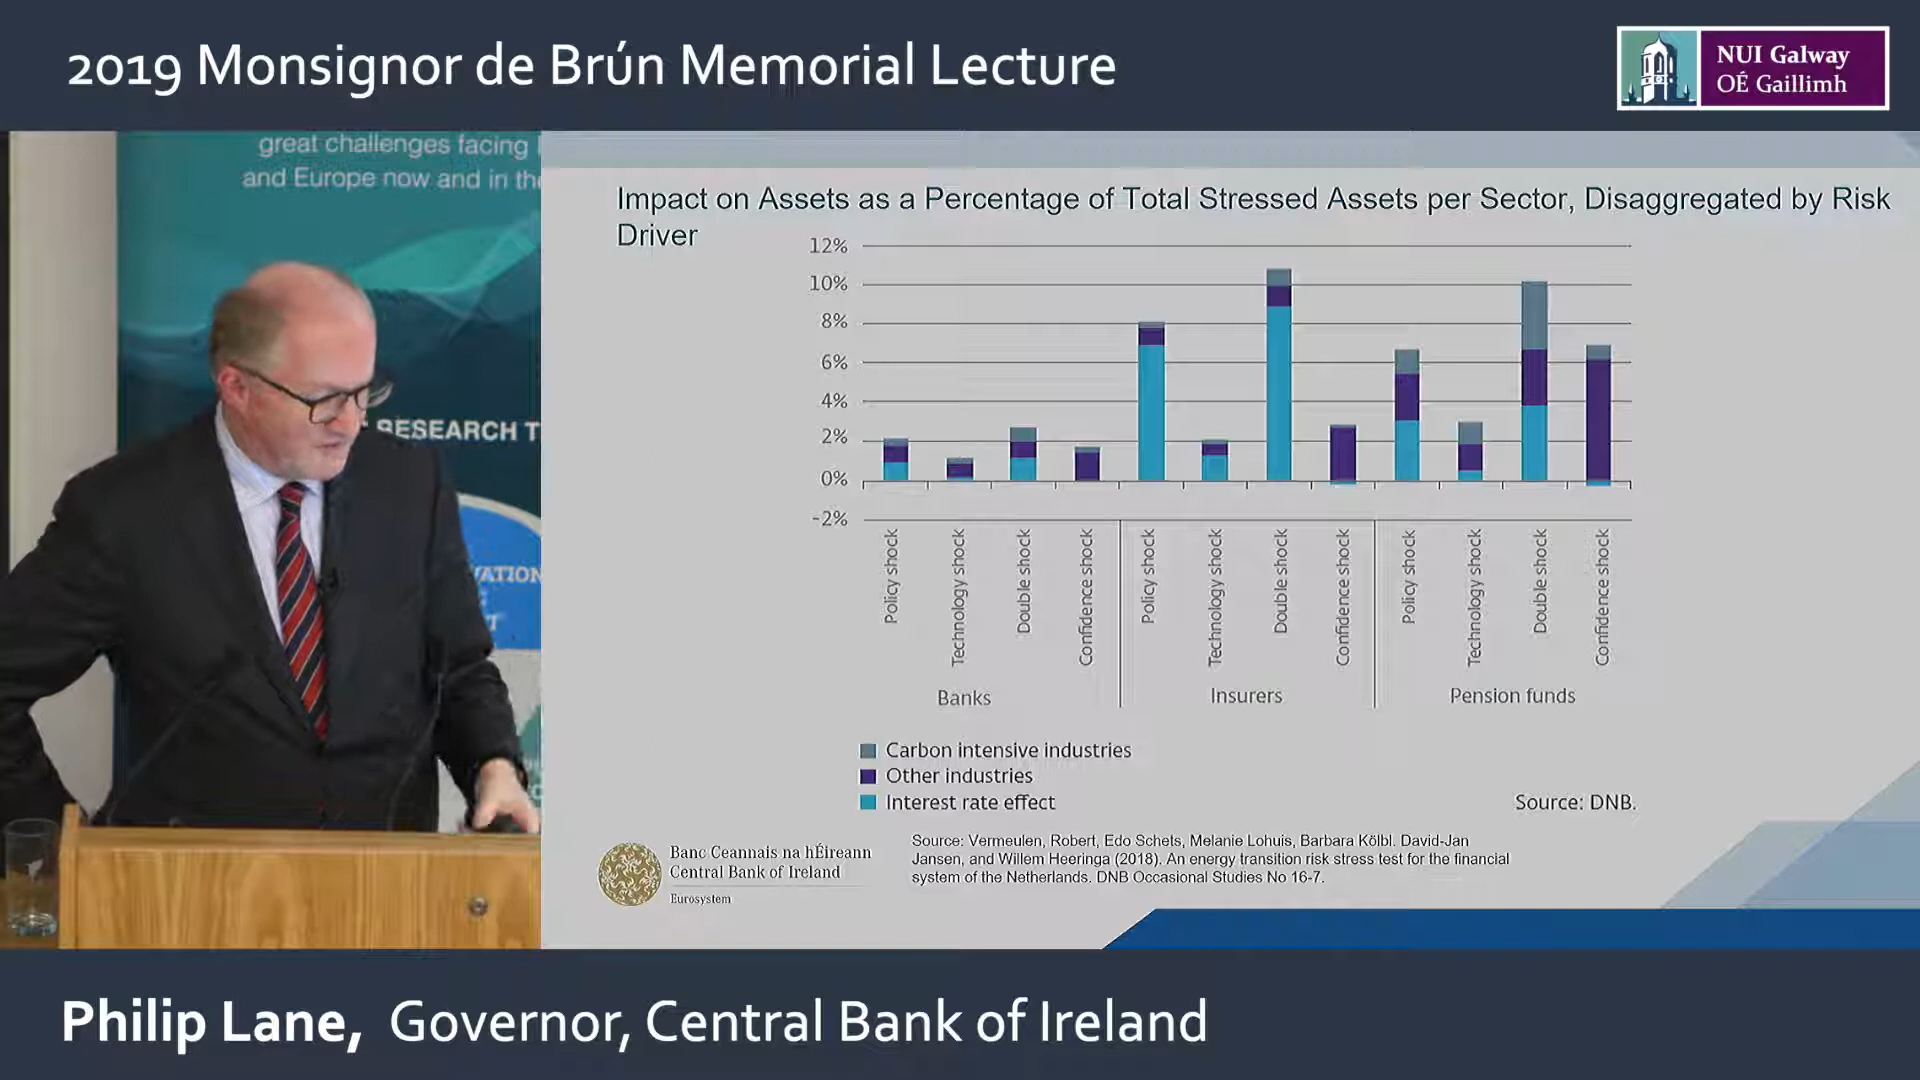 2019 Monsignor de Brún Memorial Lecture
NUI Galway
OÉ Gaillimh
great challenges facing
and Europe now and in the
RESEARCH T
VATION
T
Impact on Assets as a Percentage of Total Stressed Assets per Sector, Disaggregated by Risk
Driver
12%
10%
8%
6%
4%
2%
0%
-2%
Policy shock
Technology shock
Double shock
Confidence shock
Policy shock
Technology shock
Double shock
Confidence shock
Policy shock
Technology shock
Double shock
Confidence shock
Banks
Insurers
Pension funds
Carbon intensive industries
Other industries
Interest rate effect
Source: DNB.
Banc Ceannais na hÉireann
Central Bank of Ireland
Eurosystem
Source: Vermeulen, Robert, Edo Schets, Melanie Lohuis, Barbara Kölbl. David-Jan
Jansen, and Willem Heeringa (2018). An energy transition risk stress test for the financial
system of the Netherlands. DNB Occasional Studies No 16-7.
Philip Lane, Governor, Central Bank of Ireland